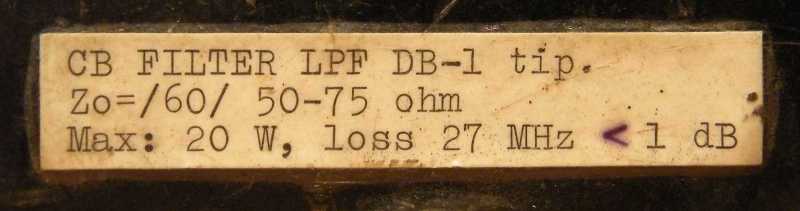 CB FILTER LPF DB-1 tip.
Zo=/60/ 50-75 ohm
Max: 20 W, loss 27 MHz < 1 dB